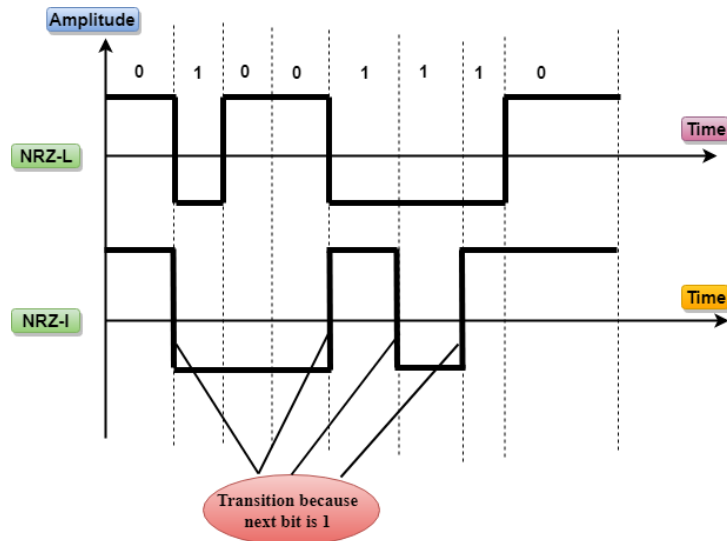 Amplitude
0 1 0 0 1 1 1 0
Time
NRZ-L
Time
NRZ-I
Transition because
next bit is 1